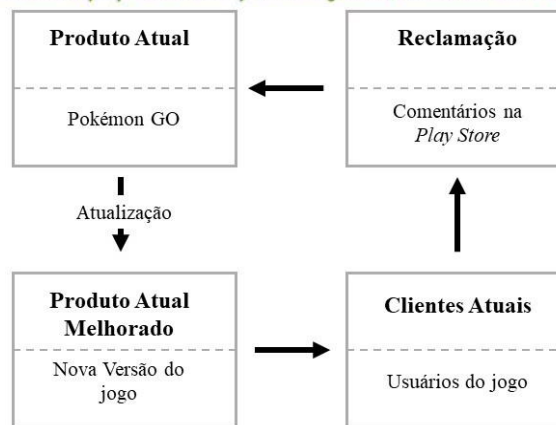 Produto Atual
Pokémon GO
Reclamação
Comentários na
Play Store
Atualização
Produto Atual
Melhorado
Nova Versão do
jogo
Clientes Atuais
Usuários do jogo